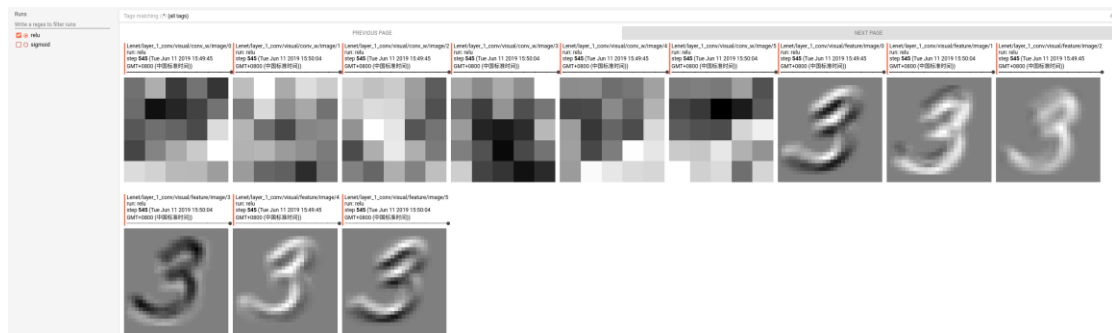 Runs
Write a regex to filter runs
relu
sigmoid
Tags matching /.*/ (all tags)
PREVIOUS PAGE
NEXT PAGE
Lenet/layer_1_conv/visual/conv_w/image/0
run: relu
step 545 (Tue Jun 11 2019 15:49:45
GMT+0800 (中国标准时间))
Lenet/layer_1_conv/visual/conv_w/image/1
run: relu
step 545 (Tue Jun 11 2019 15:50:04
GMT+0800 (中国标准时间))
Lenet/layer_1_conv/visual/conv_w/image/2
run: relu
step 545 (Tue Jun 11 2019 15:49:45
GMT+0800 (中国标准时间))
Lenet/layer_1_conv/visual/conv_w/image/3
run: relu
step 545 (Tue Jun 11 2019 15:50:04
GMT+0800 (中国标准时间))
Lenet/layer_1_conv/visual/conv_w/image/4
run: relu
step 545 (Tue Jun 11 2019 15:49:45
GMT+0800 (中国标准时间))
Lenet/layer_1_conv/visual/conv_w/image/5
run: relu
step 545 (Tue Jun 11 2019 15:50:04
GMT+0800 (中国标准时间))
Lenet/layer_1_conv/visual/feature/image/0
run: relu
step 545 (Tue Jun 11 2019 15:49:45
GMT+0800 (中国标准时间))
Lenet/layer_1_conv/visual/feature/image/1
run: relu
step 545 (Tue Jun 11 2019 15:50:04
GMT+0800 (中国标准时间))
Lenet/layer_1_conv/visual/feature/image/2
run: relu
step 545 (Tue Jun 11 2019 15:49:45
GMT+0800 (中国标准时间))
Lenet/layer_1_conv/visual/feature/image/3
run: relu
step 545 (Tue Jun 11 2019 15:50:04
GMT+0800 (中国标准时间))
Lenet/layer_1_conv/visual/feature/image/4
run: relu
step 545 (Tue Jun 11 2019 15:49:45
GMT+0800 (中国标准时间))
Lenet/layer_1_conv/visual/feature/image/5
run: relu
step 545 (Tue Jun 11 2019 15:50:04
GMT+0800 (中国标准时间))
3
3
3
3
3
3